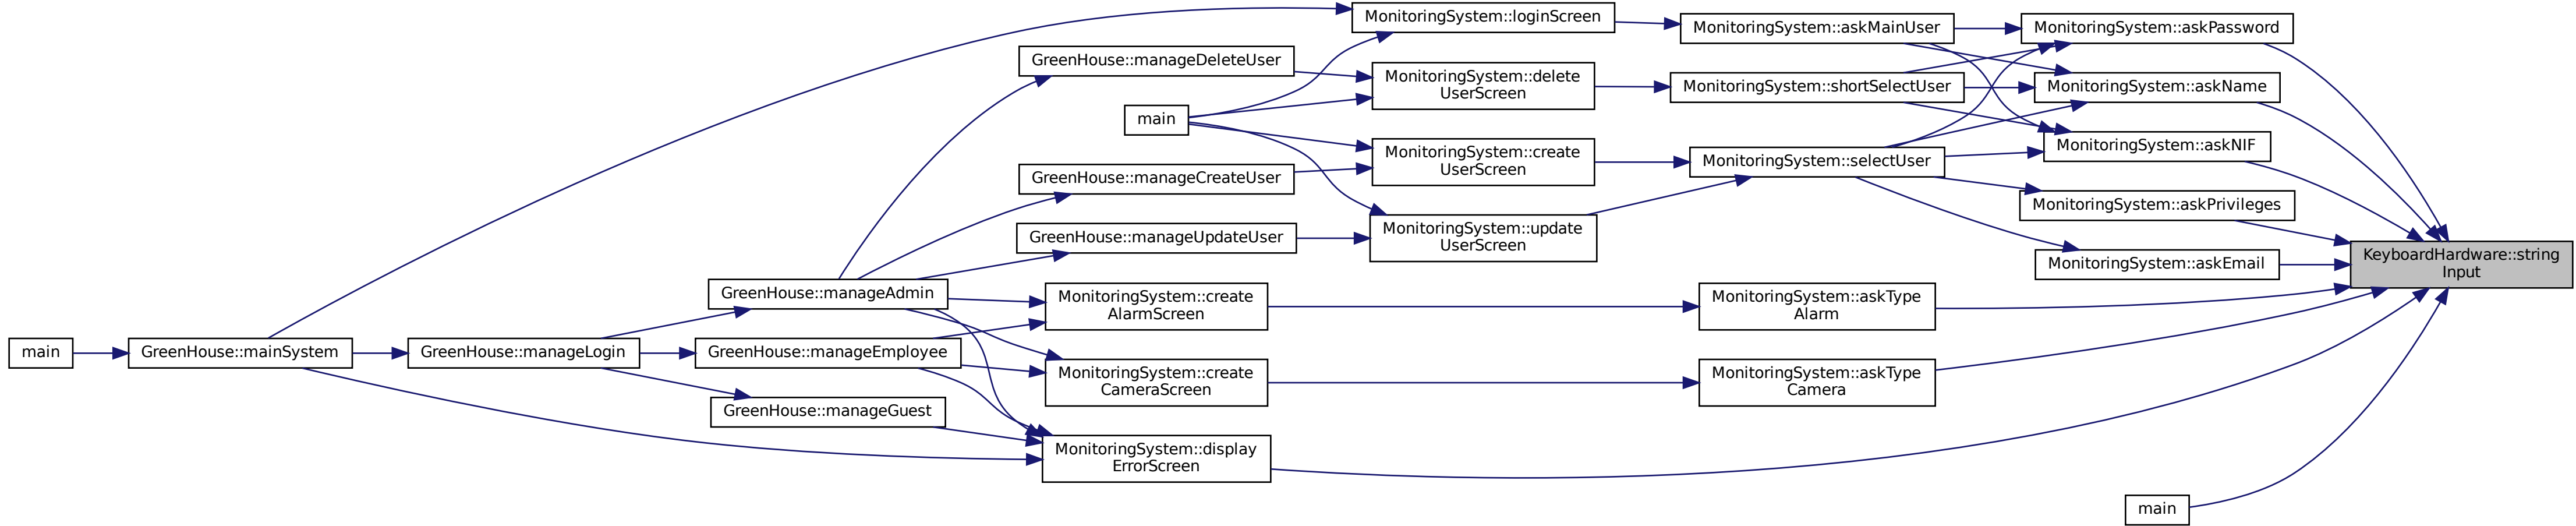 main
GreenHouse::mainSystem
GreenHouse::manageLogin
GreenHouse::manageAdmin
GreenHouse::manageEmployee
GreenHouse::manageGuest
GreenHouse::manageDeleteUser
main
GreenHouse::manageCreateUser
GreenHouse::manageUpdateUser
MonitoringSystem::create
AlarmScreen
MonitoringSystem::create
CameraScreen
MonitoringSystem::display
ErrorScreen
MonitoringSystem::loginScreen
MonitoringSystem::delete
UserScreen
MonitoringSystem::create
UserScreen
MonitoringSystem::update
UserScreen
MonitoringSystem::askMainUser
MonitoringSystem::shortSelectUser
MonitoringSystem::selectUser
MonitoringSystem::askType
Alarm
MonitoringSystem::askType
Camera
MonitoringSystem::askPassword
MonitoringSystem::askName
MonitoringSystem::askNIF
MonitoringSystem::askPrivileges
MonitoringSystem::askEmail
main
KeyboardHardware::string
Input